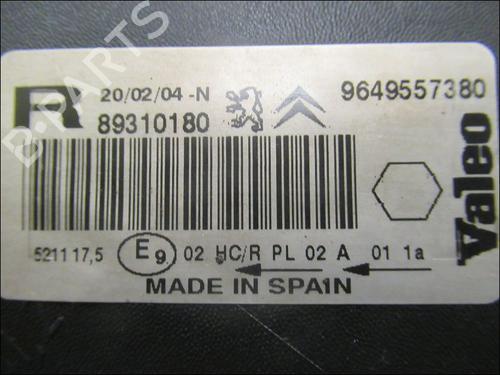 R
20/02/04 -N
89310180
9649557380
Valeo
521117,5
E9 02 HC/R PL 02 A 01 1a
MADE IN SPAIN
B-PARTS